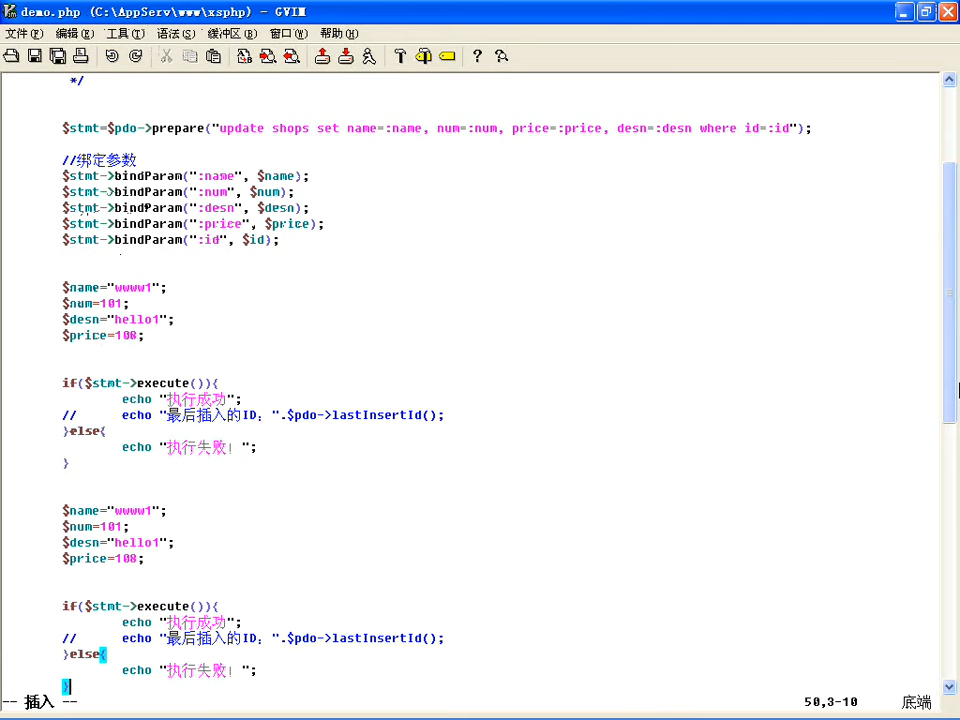 demo.php (C:\AppServ\www\xsphp) - GVIM
文件(F) 编辑(E) 工具(T) 语法(S) 缓冲区(B) 窗口(W) 帮助(H)
*/
$stmt=$pdo->prepare("update shops set name=:name, num=:num, price=:price, desn=:desn where id=:id");
//绑定参数
$stmt->bindParam(":name", $name);
$stmt->bindParam(":num", $num);
$stmt->bindParam(":desn", $desn);
$stmt->bindParam(":price", $price);
$stmt->bindParam(":id", $id);
$name="wwww1";
$num=101;
$desn="hello1";
$price=108;
if($stmt->execute()){
echo "执行成功";
// echo "最后插入的ID：".$pdo->lastInsertId();
}else{
echo "执行失败！";
}
$name="wwww1";
$num=101;
$desn="hello1";
$price=108;
if($stmt->execute()){
echo "执行成功";
// echo "最后插入的ID：".$pdo->lastInsertId();
}else{
echo "执行失败！";
}
-- 插入 -- 50,3-10 底端